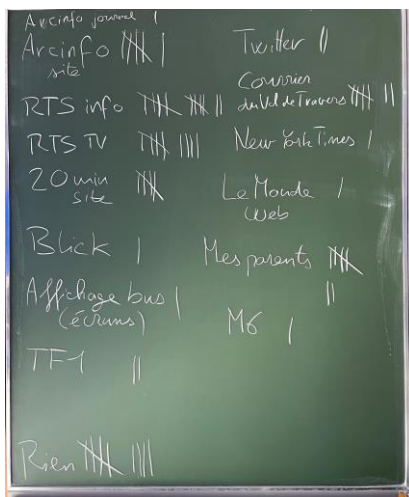 Arcinfo journal |
Arcinfo |||| |
site
RTS info |||| |||| ||
RTS TV |||| ||||
20 min ||||
site
Blick |
Affichage bus |
(écrans)
TF1 ||
Rien |||| ||||
Twitter ||
Courrier
du Val de Travers |||| ||
New York Times |
Le Monde |
Web
Mes parents ||||
||
M6 |